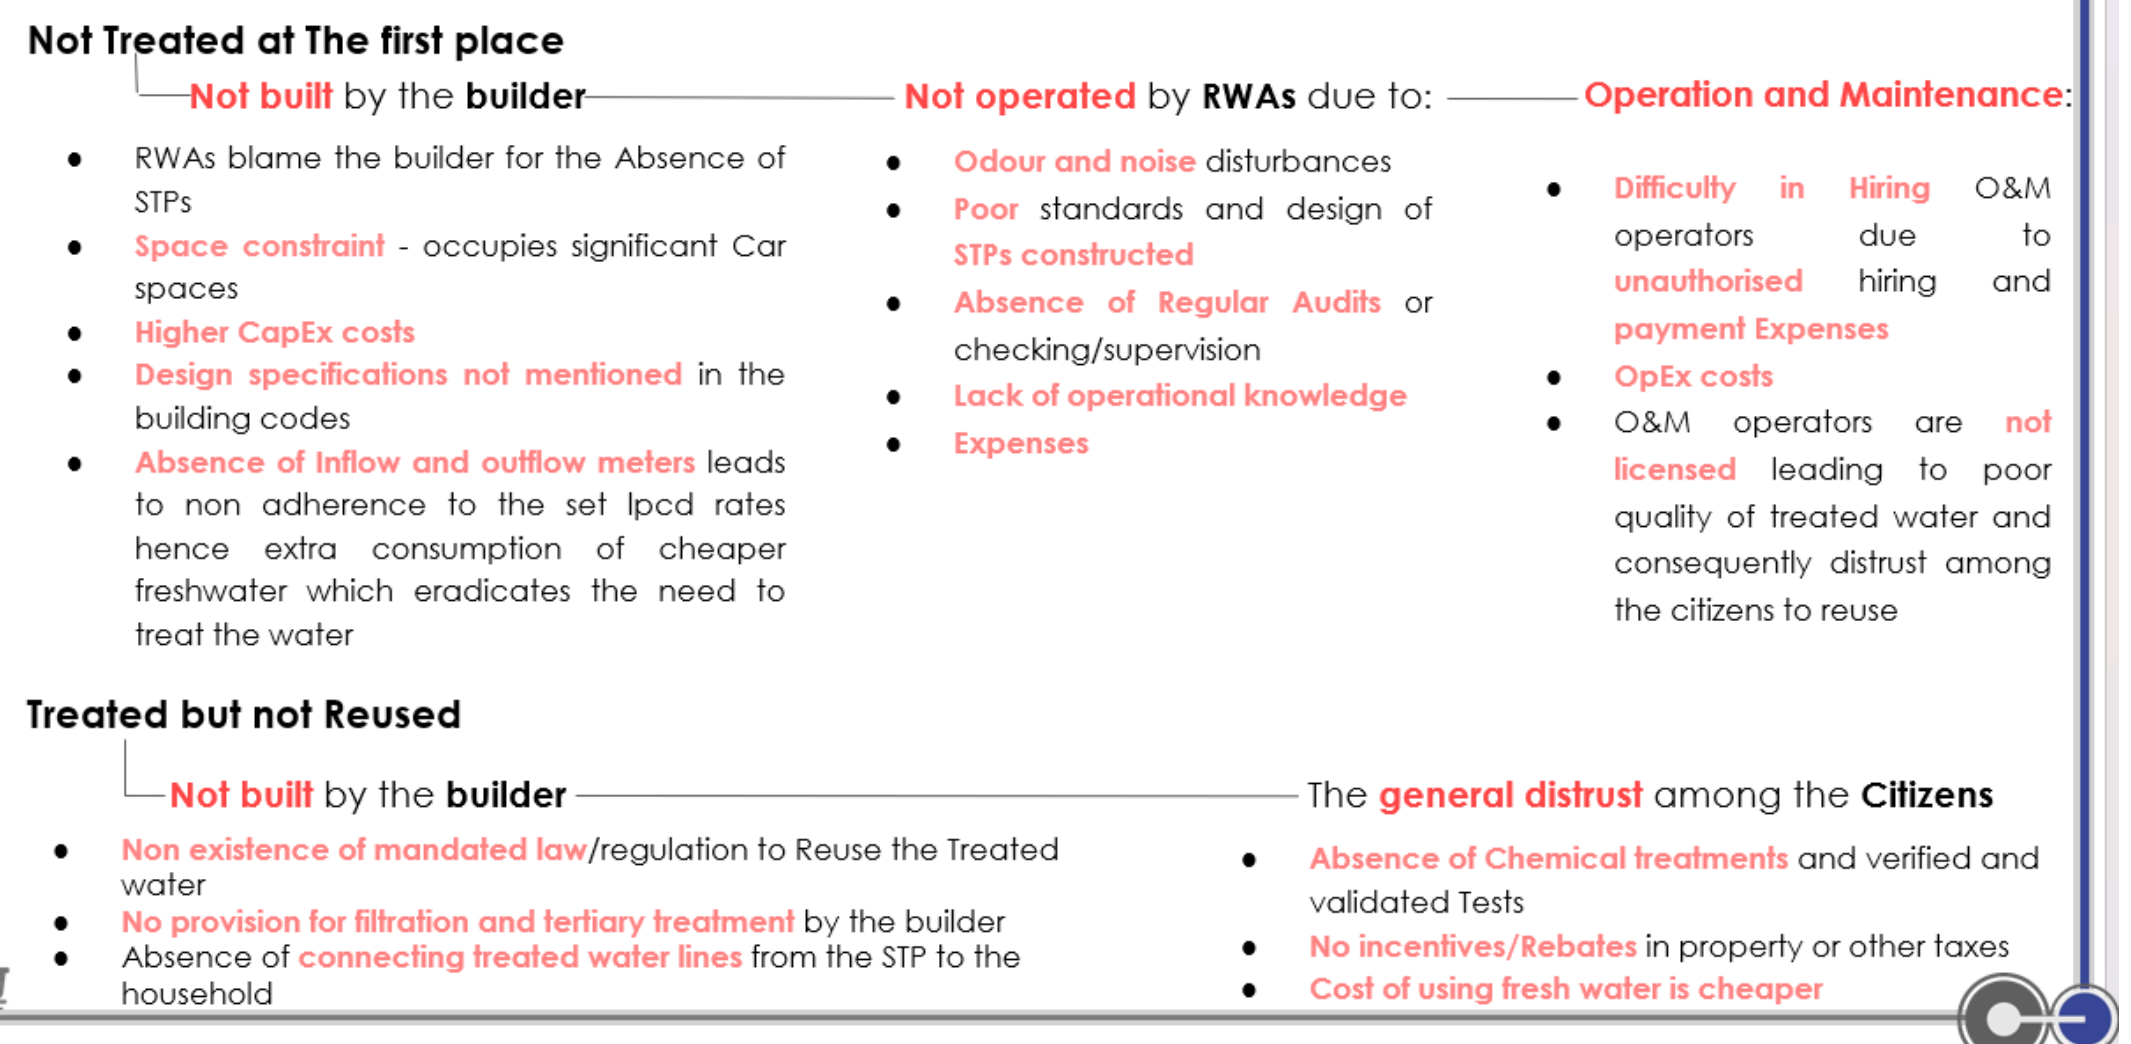 Not Treated at The first place
Not built by the builder
RWAs blame the builder for the Absence of
STPs
Space constraint - occupies significant Car
spaces
Higher CapEx costs
Design specifications not mentioned in the
building codes
Absence of Inflow and outflow meters leads
to non adherence to the set lpcd rates
hence extra consumption of cheaper
freshwater which eradicates the need to
treat the water
Not operated by RWAs due to:
Odour and noise disturbances
Poor standards and design of
STPs constructed
Absence of Regular Audits or
checking/supervision
Lack of operational knowledge
Expenses
Operation and Maintenance:
Difficulty in Hiring O&M
operators due to
unauthorised hiring and
payment Expenses
OpEx costs
O&M operators are not
licensed leading to poor
quality of treated water and
consequently distrust among
the citizens to reuse
Treated but not Reused
Not built by the builder
Non existence of mandated law/regulation to Reuse the Treated
water
No provision for filtration and tertiary treatment by the builder
Absence of connecting treated water lines from the STP to the
household
The general distrust among the Citizens
Absence of Chemical treatments and verified and
validated Tests
No incentives/Rebates in property or other taxes
Cost of using fresh water is cheaper